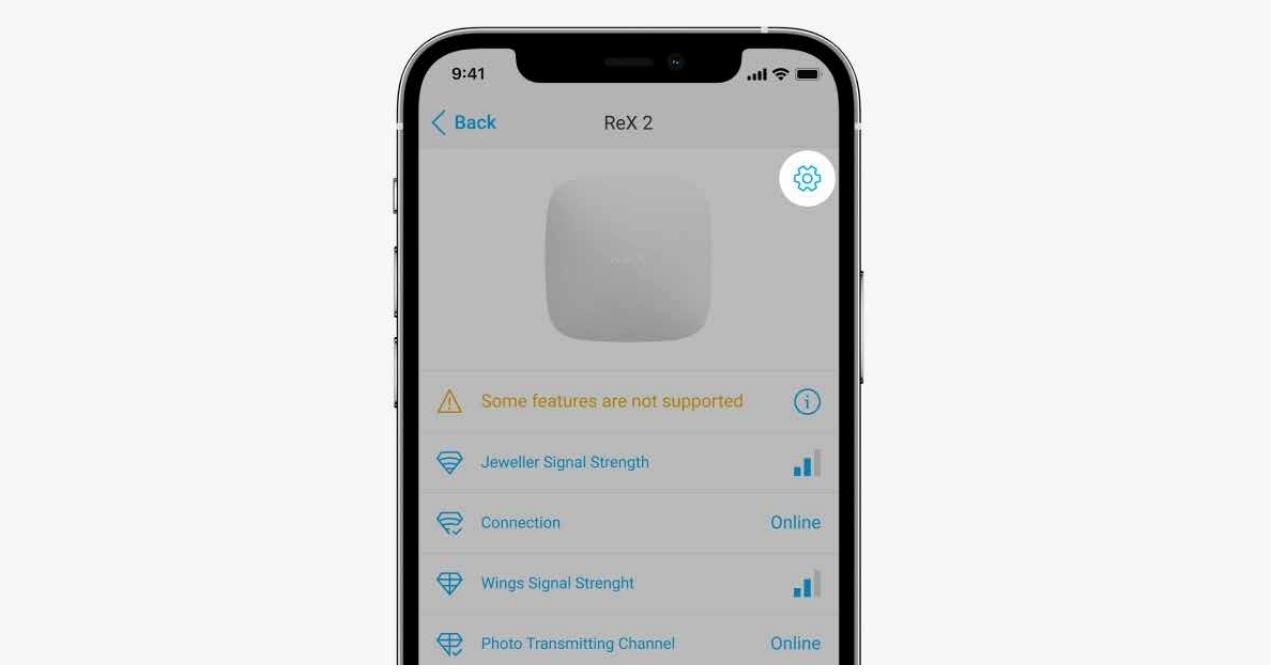 9:41
Back
ReX 2
Some features are not supported
Jeweller Signal Strength
Connection
Online
Wings Signal Strenght
Photo Transmitting Channel
Online